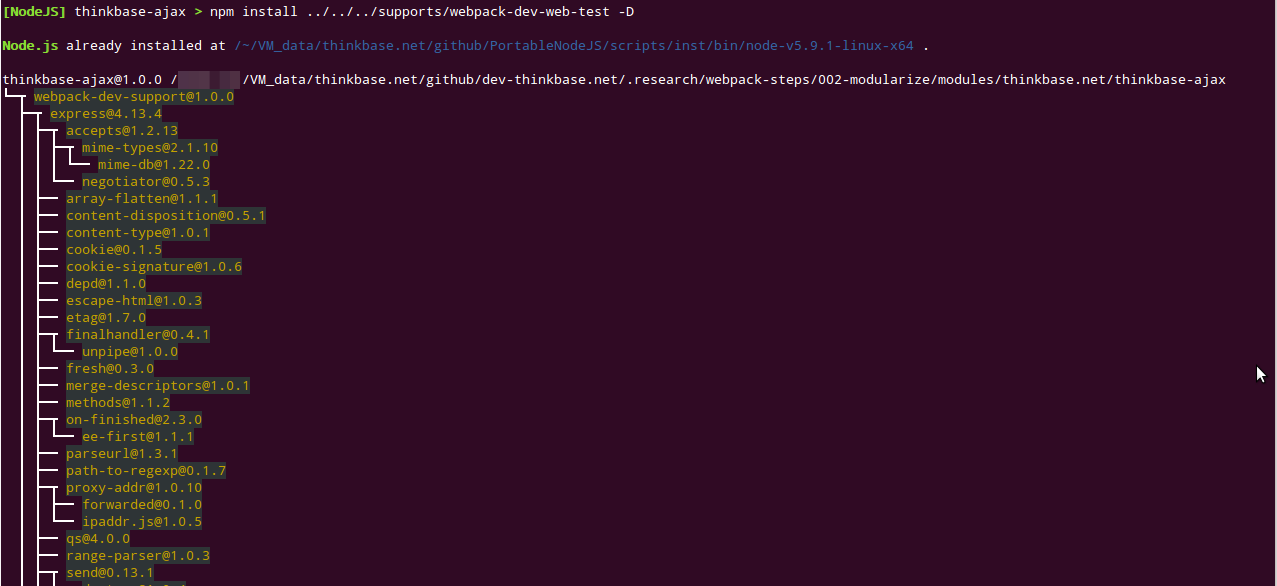 [NodeJS] thinkbase-ajax > npm install ../../../supports/webpack-dev-web-test -D
Node.js already installed at /~/VM_data/thinkbase.net/github/PortableNodeJS/scripts/inst/bin/node-v5.9.1-linux-x64 .
thinkbase-ajax@1.0.0 / /VM_data/thinkbase.net/github/dev-thinkbase.net/.research/webpack-steps/002-modularize/modules/thinkbase.net/thinkbase-ajax
webpack-dev-support@1.0.0
express@4.13.4
accepts@1.2.13
mime-types@2.1.10
mime-db@1.22.0
negotiator@0.5.3
array-flatten@1.1.1
content-disposition@0.5.1
content-type@1.0.1
cookie@0.1.5
cookie-signature@1.0.6
depd@1.1.0
escape-html@1.0.3
etag@1.7.0
finalhandler@0.4.1
unpipe@1.0.0
fresh@0.3.0
merge-descriptors@1.0.1
methods@1.1.2
on-finished@2.3.0
ee-first@1.1.1
parseurl@1.3.1
path-to-regexp@0.1.7
proxy-addr@1.0.10
forwarded@0.1.0
ipaddr.js@1.0.5
qs@4.0.0
range-parser@1.0.3
send@0.13.1